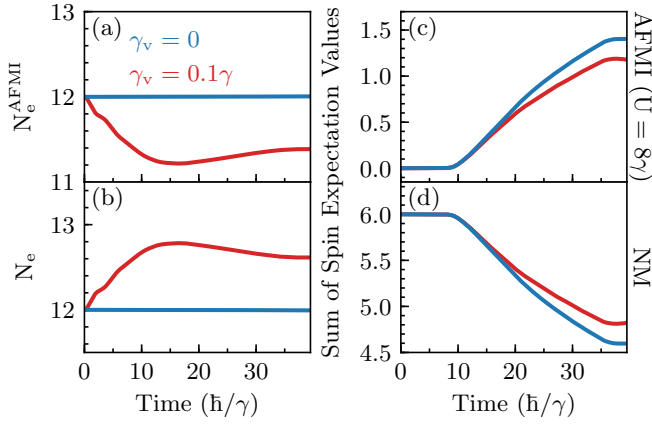 (a)
γ_v = 0
γ_v = 0.1γ
13
12
11
N_e^AFMI
(b)
13
12
N_e
0 10 20 30
Time (ħ/γ)
Sum of Spin Expectation Values
(c)
1.5
1.0
0.5
0.0
AFMI (U = 8γ)
(d)
6.0
5.5
5.0
4.5
NM
0 10 20 30
Time (ħ/γ)